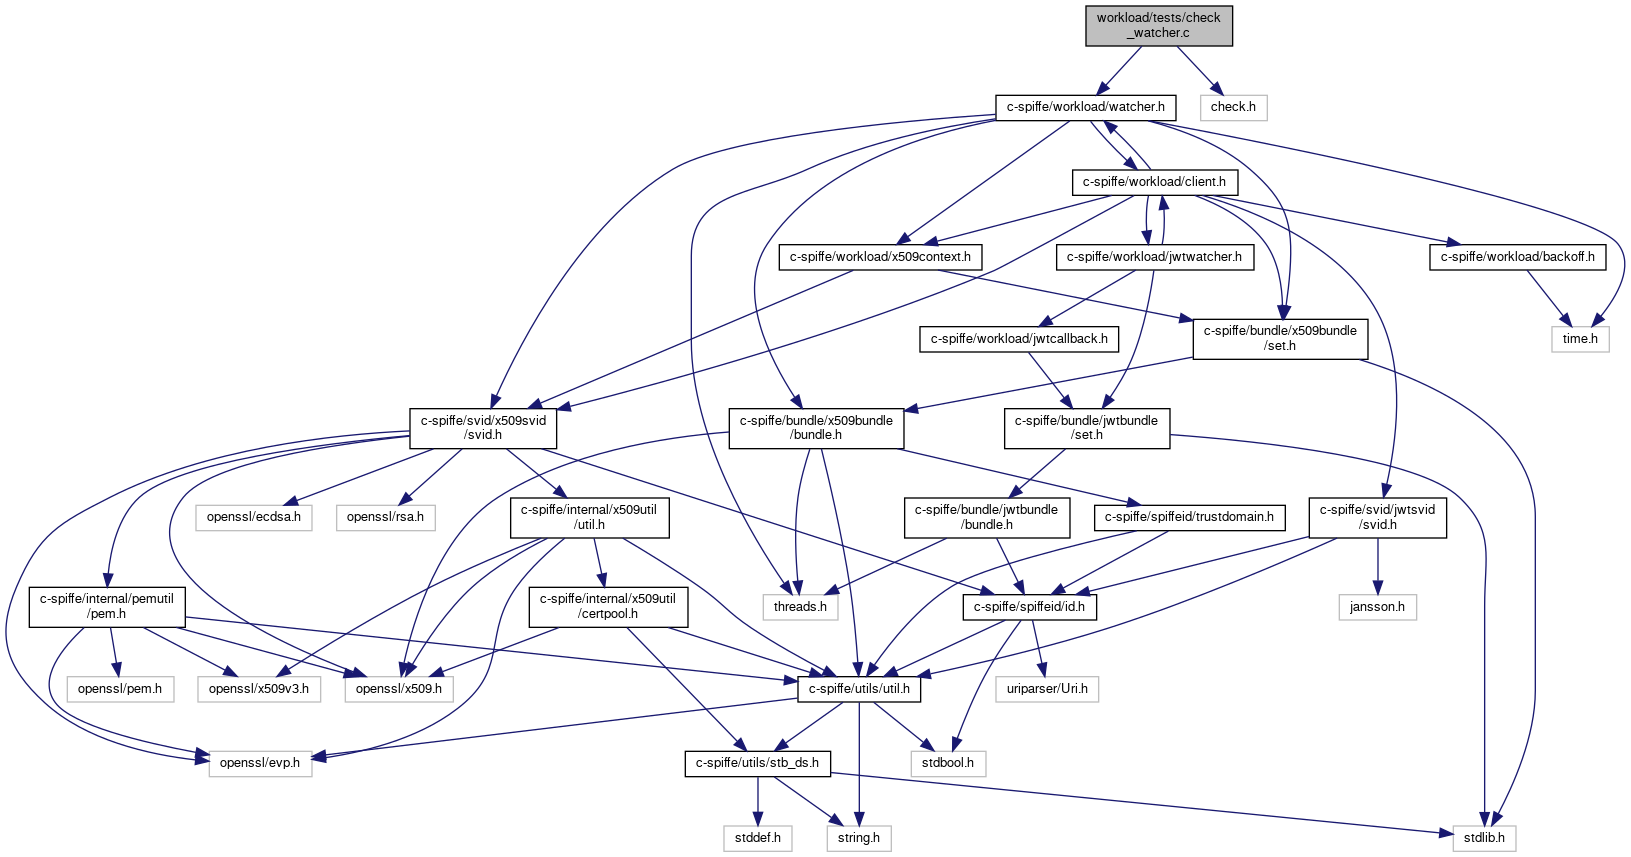 workload/tests/check
_watcher.c
c-spiffe/workload/watcher.h
check.h
c-spiffe/workload/client.h
c-spiffe/workload/x509context.h
c-spiffe/workload/jwtwatcher.h
c-spiffe/workload/backoff.h
c-spiffe/workload/jwtcallback.h
c-spiffe/bundle/x509bundle
/set.h
time.h
c-spiffe/svid/x509svid
/svid.h
c-spiffe/bundle/x509bundle
/bundle.h
c-spiffe/bundle/jwtbundle
/set.h
openssl/ecdsa.h
openssl/rsa.h
c-spiffe/internal/x509util
/util.h
c-spiffe/bundle/jwtbundle
/bundle.h
c-spiffe/spiffeid/trustdomain.h
c-spiffe/svid/jwtsvid
/svid.h
c-spiffe/internal/pemutil
/pem.h
c-spiffe/internal/x509util
/certpool.h
threads.h
c-spiffe/spiffeid/id.h
jansson.h
openssl/pem.h
openssl/x509v3.h
openssl/x509.h
c-spiffe/utils/util.h
uriparser/Uri.h
openssl/evp.h
c-spiffe/utils/stb_ds.h
stdbool.h
stddef.h
string.h
stdlib.h